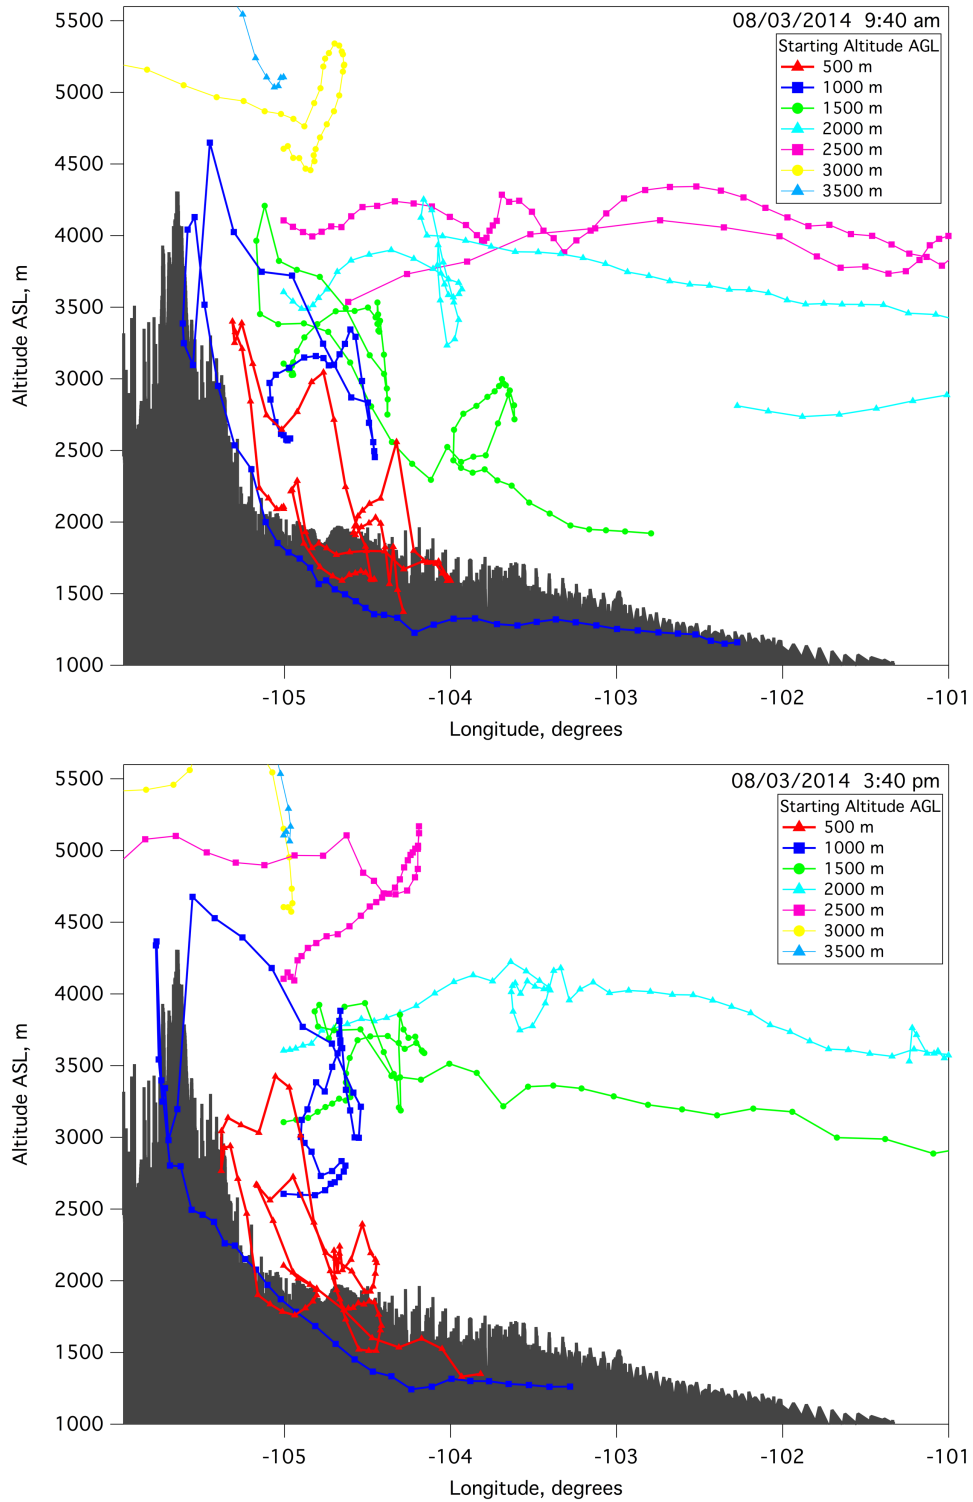 08/03/2014 9:40 am
Starting Altitude AGL
500 m
1000 m
1500 m
2000 m
2500 m
3000 m
3500 m
5500
5000
4500
4000
3500
3000
2500
2000
1500
1000
Altitude ASL, m
-105
-104
-103
-102
-101
Longitude, degrees
08/03/2014 3:40 pm
Starting Altitude AGL
500 m
1000 m
1500 m
2000 m
2500 m
3000 m
3500 m
5500
5000
4500
4000
3500
3000
2500
2000
1500
1000
Altitude ASL, m
-105
-104
-103
-102
-101
Longitude, degrees